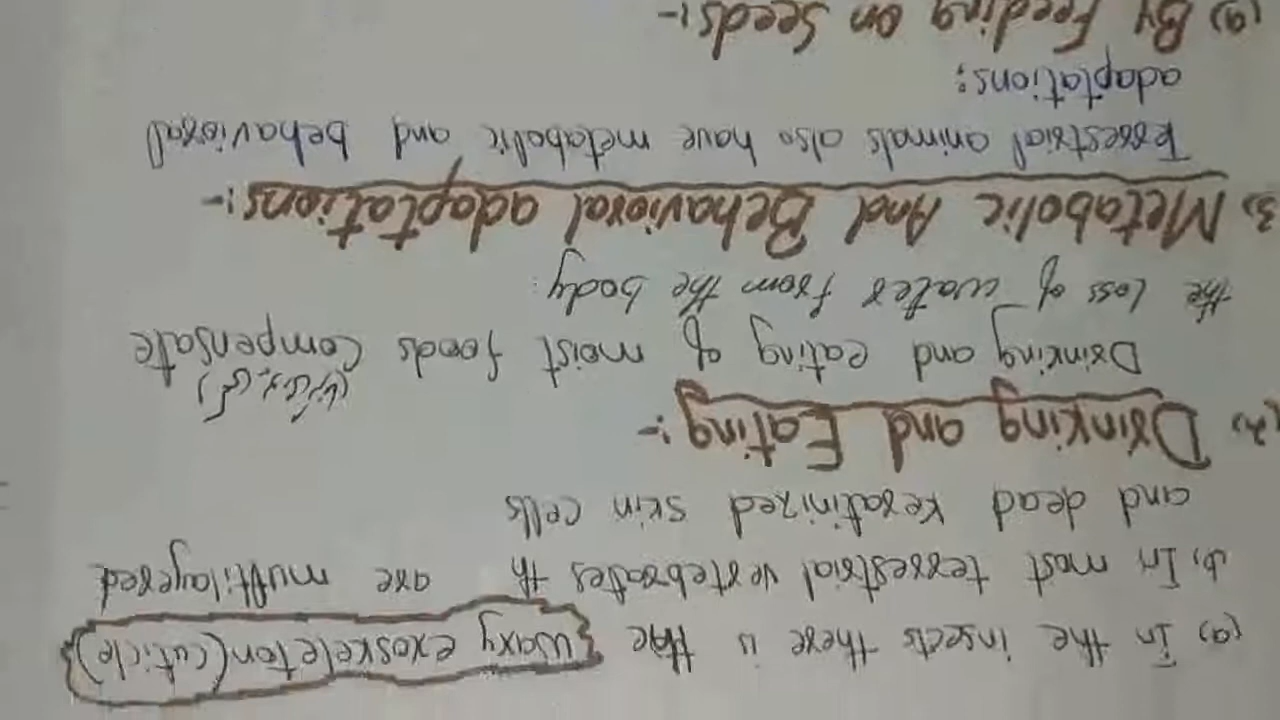 (a) In the insects there is the waxy exoskeleton (cuticle)
b, In most terrestrial vertebrates th are multilayered
and dead keratinized skin cells
(2, Drinking and Eating:-
Drinking and eating of moist foods compensate
the loss of water from the body.
3, Metabolic And Behavioral adaptations:-
Terrestrial animals also have metabolic and behavioral
adaptations;
(a) By Feeding on Seeds:-